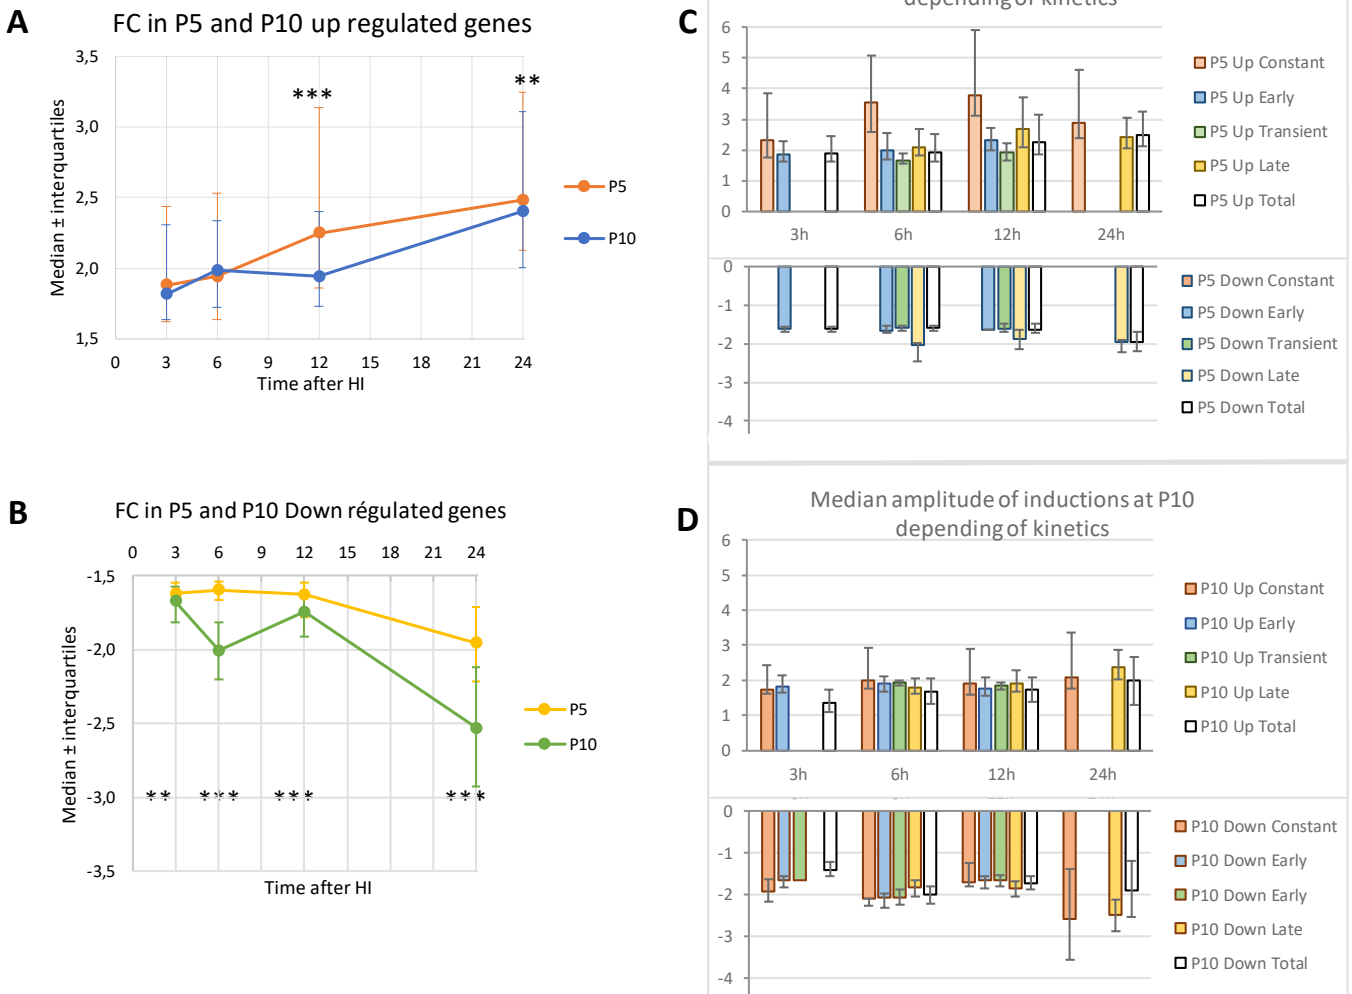 A
FC in P5 and P10 up regulated genes
3,5
3,0
2,5
2,0
1,5
Median ± interquartiles
***
**
0 3 6 9 12 15 18 21 24
Time after HI
P5
P10
B
FC in P5 and P10 Down régulated genes
0 3 6 9 12 15 18 21 24
-1,5
-2,0
-2,5
-3,0
-3,5
Median ± interquartiles
** *** *** ***
Time after HI
P5
P10
C
depending of kinetics
6
5
4
3
2
1
0
3h 6h 12h 24h
P5 Up Constant
P5 Up Early
P5 Up Transient
P5 Up Late
P5 Up Total
0
-1
-2
-3
-4
P5 Down Constant
P5 Down Early
P5 Down Transient
P5 Down Late
P5 Down Total
D
Median amplitude of inductions at P10
depending of kinetics
6
5
4
3
2
1
0
3h 6h 12h 24h
P10 Up Constant
P10 Up Early
P10 Up Transient
P10 Up Late
P10 Up Total
0
-1
-2
-3
-4
P10 Down Constant
P10 Down Early
P10 Down Early
P10 Down Late
P10 Down Total